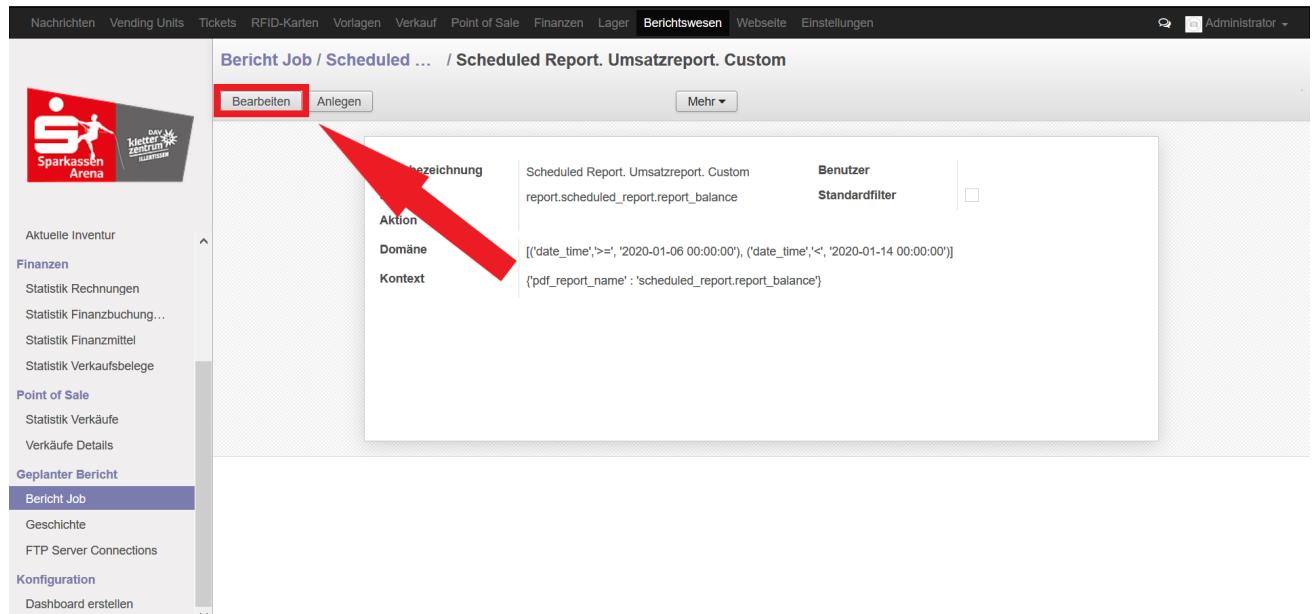 Nachrichten Vending Units Tickets RFID-Karten Vorlagen Verkauf Point of Sale Finanzen Lager Berichtswesen Webseite Einstellungen Administrator
Bericht Job / Scheduled … / Scheduled Report. Umsatzreport. Custom
Bearbeiten Anlegen Mehr
Sparkassen
Arena
DAV
kletter
zentrum
ILLERTISSEN
bezeichnung Scheduled Report. Umsatzreport. Custom Benutzer
report.scheduled_report.report_balance Standardfilter
Aktion
Domäne [('date_time','>=', '2020-01-06 00:00:00'), ('date_time','<', '2020-01-14 00:00:00')]
Kontext {'pdf_report_name' : 'scheduled_report.report_balance'}
Aktuelle Inventur
Finanzen
Statistik Rechnungen
Statistik Finanzbuchung…
Statistik Finanzmittel
Statistik Verkaufsbelege
Point of Sale
Statistik Verkäufe
Verkäufe Details
Geplanter Bericht
Bericht Job
Geschichte
FTP Server Connections
Konfiguration
Dashboard erstellen